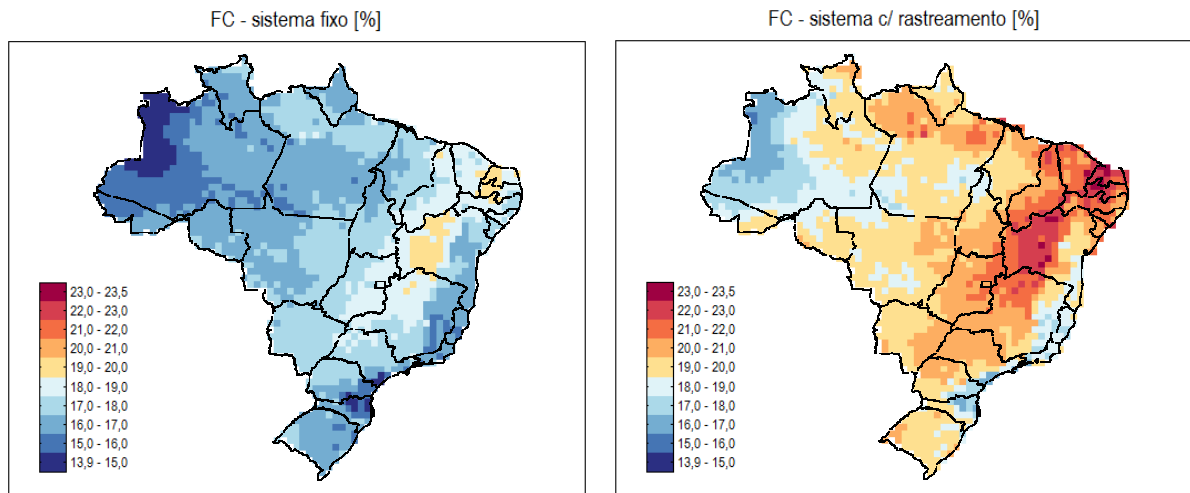 FC - sistema fixo [%]
23,0 - 23,5
22,0 - 23,0
21,0 - 22,0
20,0 - 21,0
19,0 - 20,0
18,0 - 19,0
17,0 - 18,0
16,0 - 17,0
15,0 - 16,0
13,9 - 15,0
FC - sistema c/ rastreamento [%]
23,0 - 23,5
22,0 - 23,0
21,0 - 22,0
20,0 - 21,0
19,0 - 20,0
18,0 - 19,0
17,0 - 18,0
16,0 - 17,0
15,0 - 16,0
13,9 - 15,0